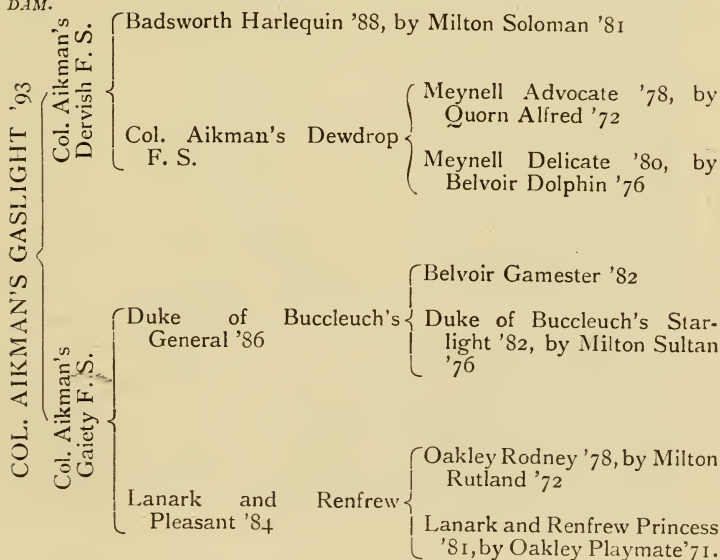 DAM.
COL. AIKMAN'S GASLIGHT '93
Col. Aikman's
Dervish F. S.
Badsworth Harlequin '88, by Milton Soloman '81
Col. Aikman's Dewdrop
F. S.
Meynell Advocate '78, by
Quorn Alfred '72
Meynell Delicate '80, by
Belvoir Dolphin '76
Col. Aikman's
Gaiety F. S.
Duke of Buccleuch's
General '86
Belvoir Gamester '82
Duke of Buccleuch's Star-
light '82, by Milton Sultan
'76
Lanark and Renfrew
Pleasant '84
Oakley Rodney '78, by Milton
Rutland '72
Lanark and Renfrew Princess
'81, by Oakley Playmate '71.